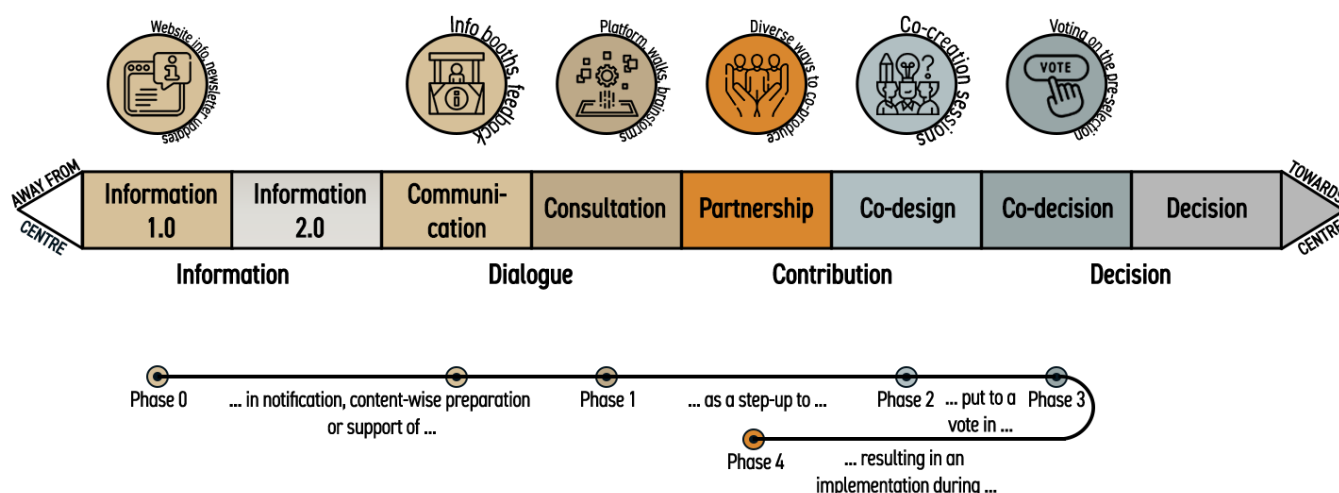 Website info, newsletter updates
Info booths, feedback
Platform, walks, brainstorms
Diverse ways to co-produce
Co-creation sessions
Voting on the pre-selection
VOTE
AWAY FROM
CENTRE
Information
1.0
Information
2.0
Communi-
cation
Consultation
Partnership
Co-design
Co-decision
Decision
TOWARDS
CENTRE
Information
Dialogue
Contribution
Decision
Phase 0
... in notification, content-wise preparation
or support of ...
Phase 1
... as a step-up to ...
Phase 2
... put to a
vote in ...
Phase 3
Phase 4
... resulting in an
implementation during ...